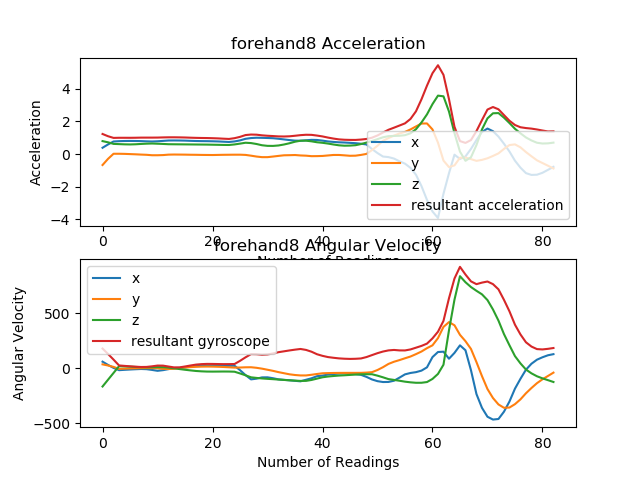 forehand8 Acceleration
Acceleration
4
2
0
−2
−4
x
y
z
resultant acceleration
0 20 40 60 80
Number of Readings
forehand8 Angular Velocity
Angular Velocity
500
0
−500
x
y
z
resultant gyroscope
0 20 40 60 80
Number of Readings